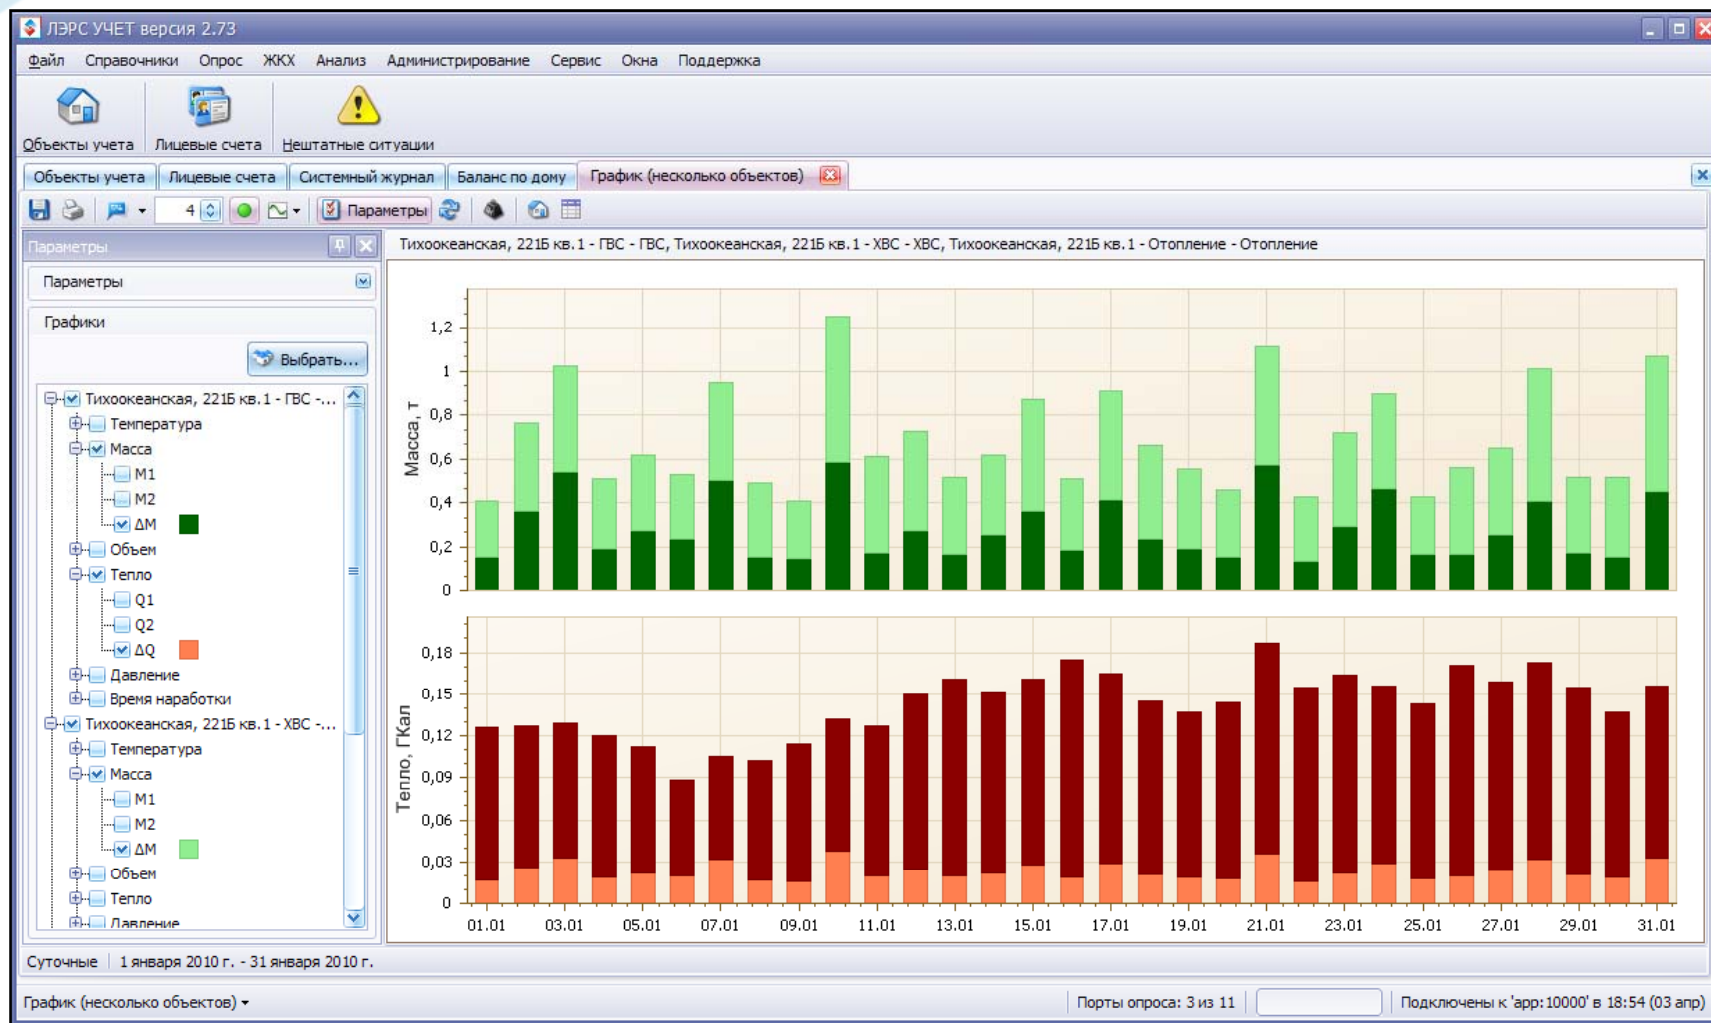 ЛЭРС УЧЕТ версия 2.73
Файл Справочники Опрос ЖКХ Анализ Администрирование Сервис Окна Поддержка
Объекты учета Лицевые счета Нештатные ситуации
Объекты учета Лицевые счета Системный журнал Баланс по дому График (несколько объектов)
4 Параметры
Параметры
Тихоокеанская, 221Б кв.1 - ГВС - ГВС, Тихоокеанская, 221Б кв.1 - ХВС - ХВС, Тихоокеанская, 221Б кв.1 - Отопление - Отопление
Параметры
Графики
Выбрать...
Тихоокеанская, 221Б кв.1 - ГВС -...
Температура
Масса
M1
M2
ΔM
Объем
Тепло
Q1
Q2
ΔQ
Давление
Время наработки
Тихоокеанская, 221Б кв.1 - ХВС -...
Температура
Масса
M1
M2
ΔM
Объем
Тепло
Давление
Масса, т
1,2
1
0,8
0,6
0,4
0,2
0
Тепло, ГКал
0,18
0,15
0,12
0,09
0,06
0,03
0
01.01 03.01 05.01 07.01 09.01 11.01 13.01 15.01 17.01 19.01 21.01 23.01 25.01 27.01 29.01 31.01
Суточные 1 января 2010 г. - 31 января 2010 г.
График (несколько объектов) Порты опроса: 3 из 11 Подключены к 'app:10000' в 18:54 (03 апр)